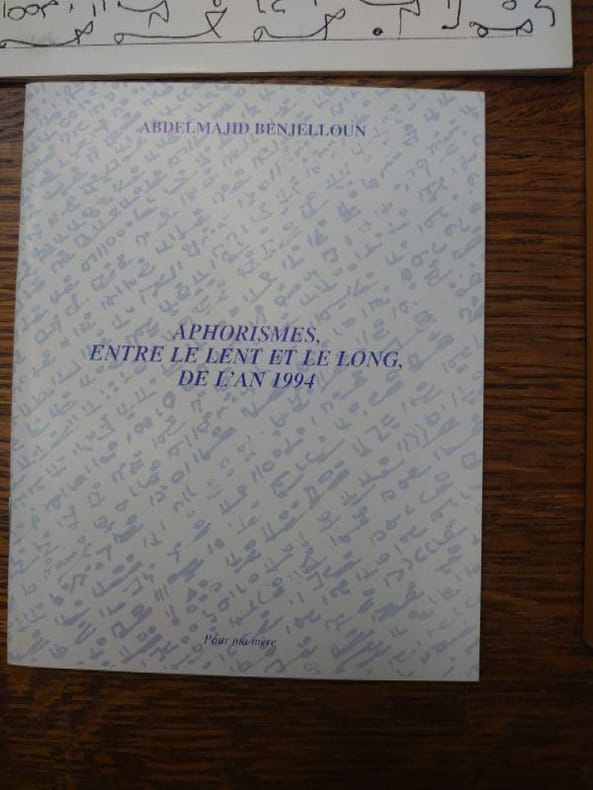 ABDELMAJID BENJELLOUN
APHORISMES,
ENTRE LE LENT ET LE LONG,
DE L'AN 1994
Pour ma mère